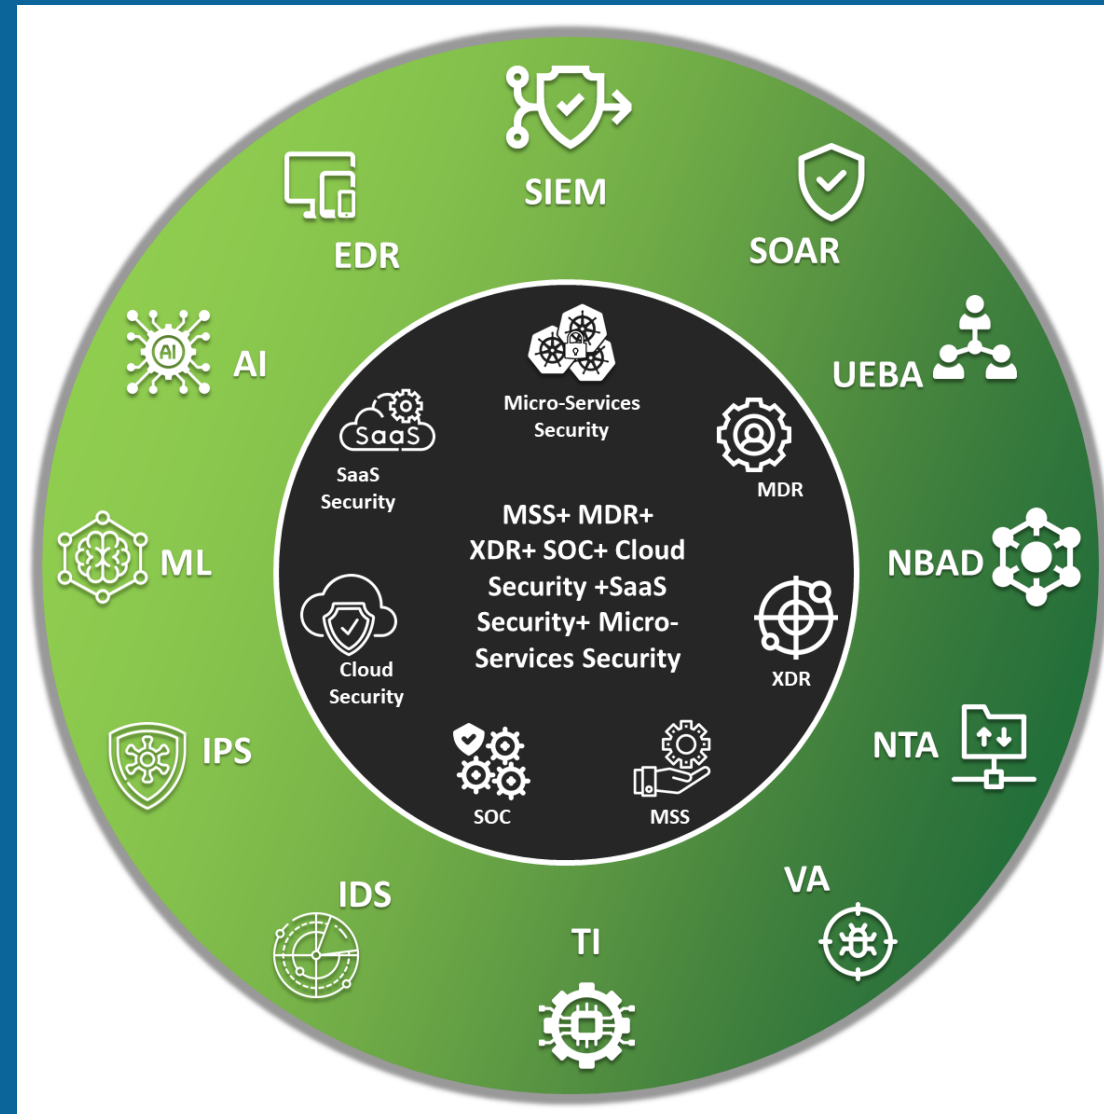 SIEM
SOAR
EDR
UEBA
AI
AI
Micro-Services
Security
SaaS
SaaS
Security
MDR
MSS+ MDR+
XDR+ SOC+ Cloud
Security +SaaS
Security+ Micro-
Services Security
ML
NBAD
Cloud
Security
XDR
IPS
NTA
SOC
MSS
IDS
VA
TI